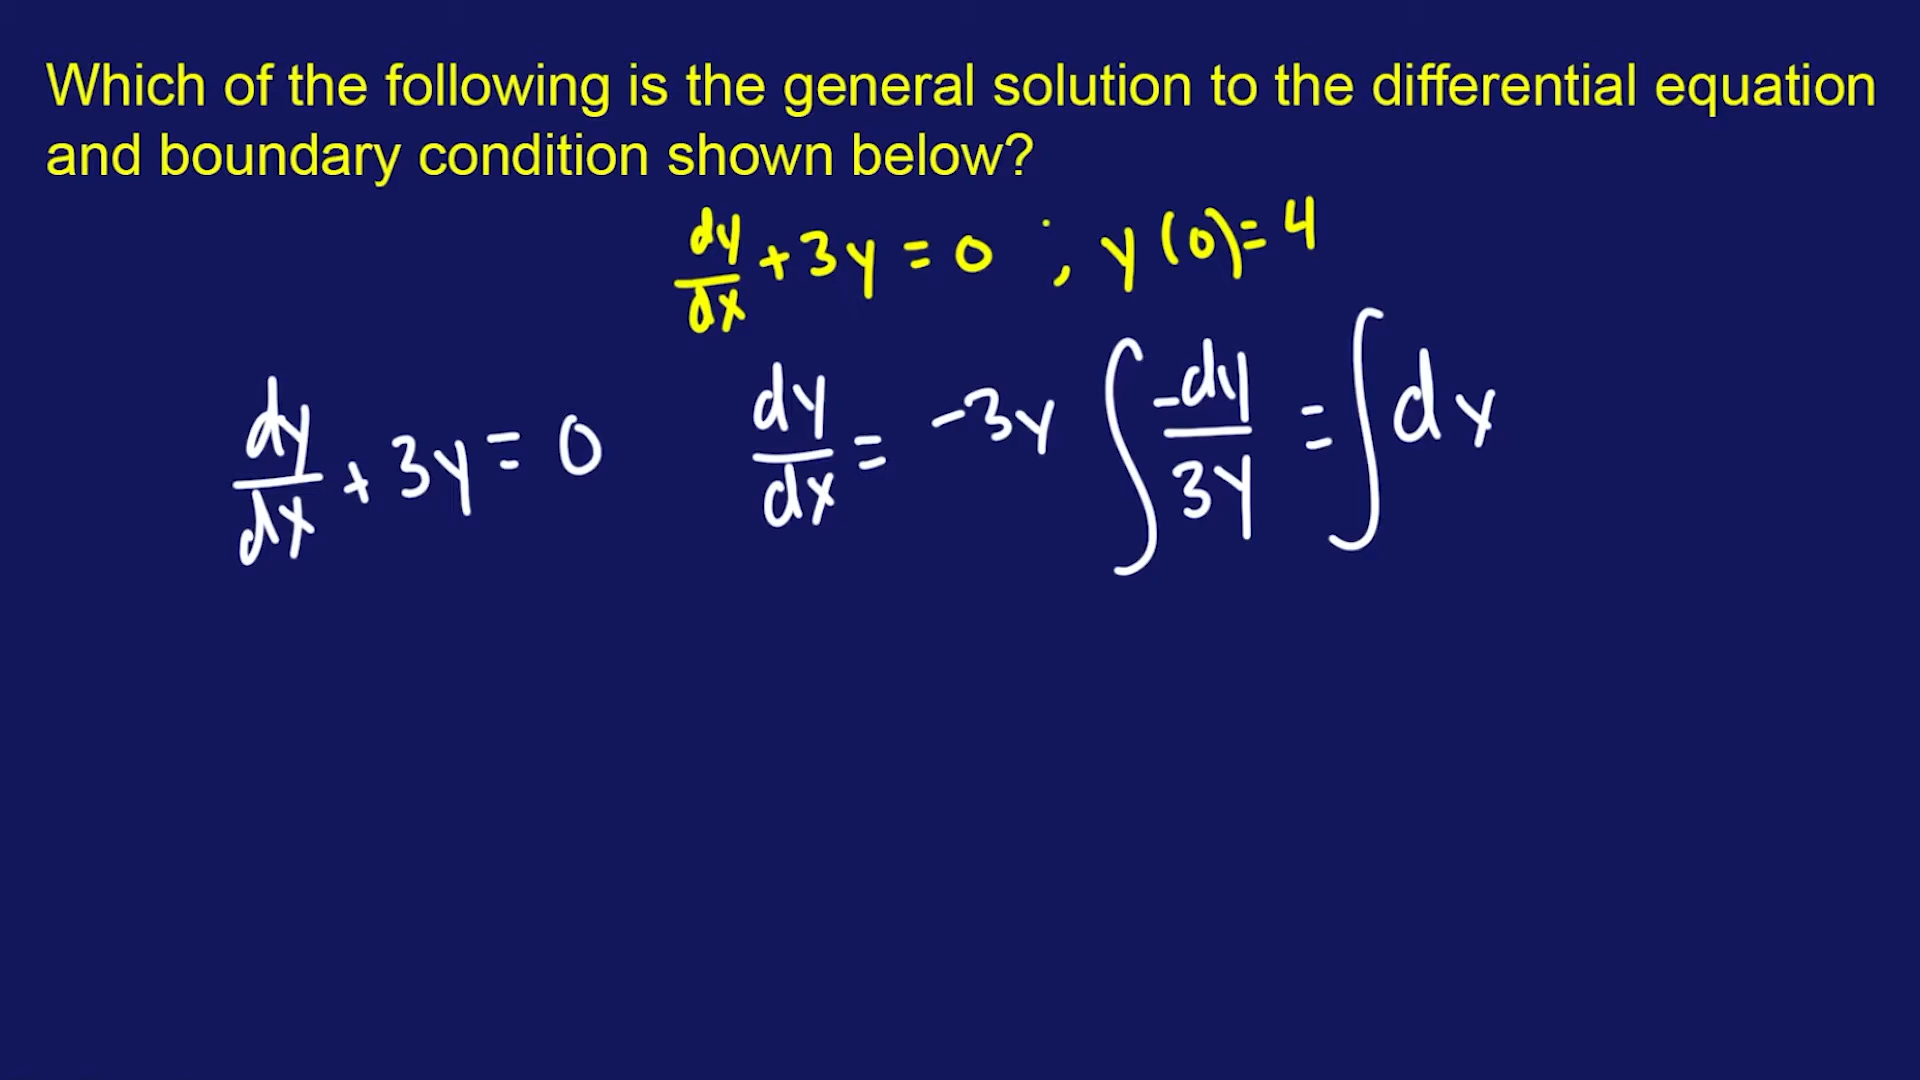 Which of the following is the general solution to the differential equation
and boundary condition shown below?
dy/dx + 3y = 0 ; y(0) = 4
dy/dx + 3y = 0    dy/dx = -3y    ∫ -dy/3y = ∫ dx